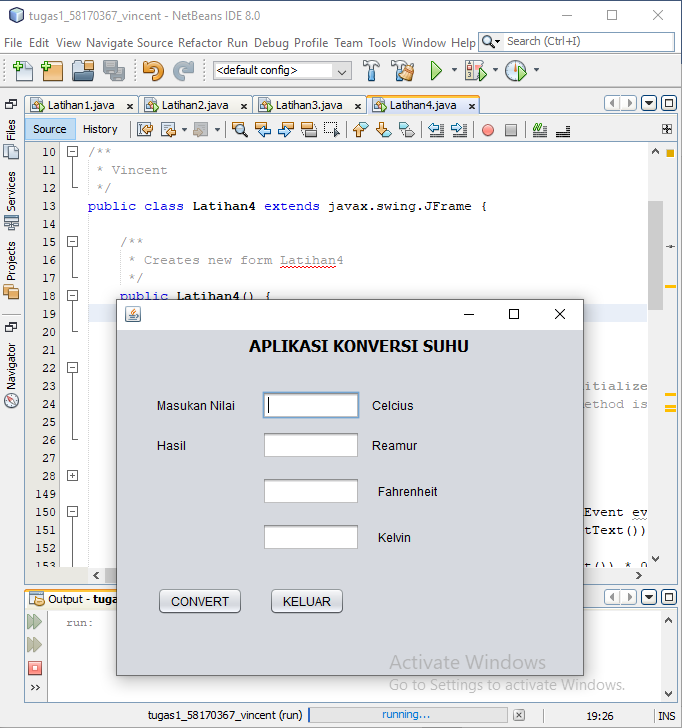 tugas1_58170367_vincent - NetBeans IDE 8.0
File Edit View Navigate Source Refactor Run Debug Profile Team Tools Window Help Search (Ctrl+I)
<default config>
Latihan1.java Latihan2.java Latihan3.java Latihan4.java
Source History
Files
Services
Projects
Navigator
10 /**
11 * Vincent
12 */
13 public class Latihan4 extends javax.swing.JFrame {
14
15 /**
16 * Creates new form Latihan4
17 */
18 public Latihan4() {
19
20
21
22
23 itialize
24 ethod is
25
26
27
28
149
150 Event ev
151 tText())
152
153 t()) * 0
APLIKASI KONVERSI SUHU
Masukan Nilai Celcius
Hasil Reamur
Fahrenheit
Kelvin
CONVERT KELUAR
Output - tuga
run:
Activate Windows
Go to Settings to activate Windows.
tugas1_58170367_vincent (run) running... 19:26 INS